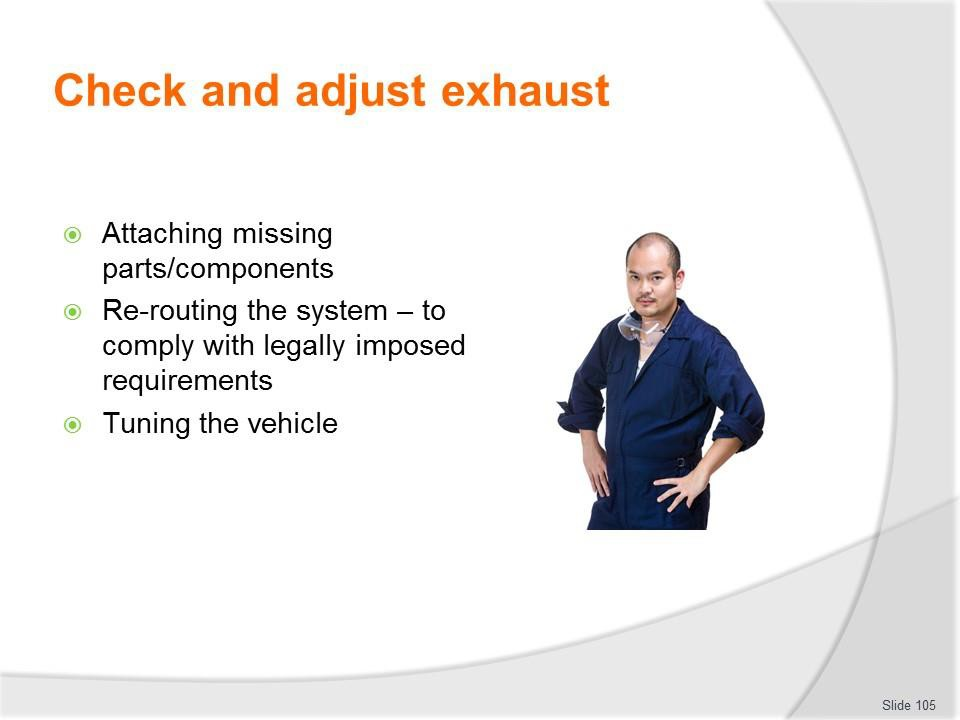 Check and adjust exhaust
Attaching missing
parts/components
Re-routing the system – to
comply with legally imposed
requirements
Tuning the vehicle
Slide 105